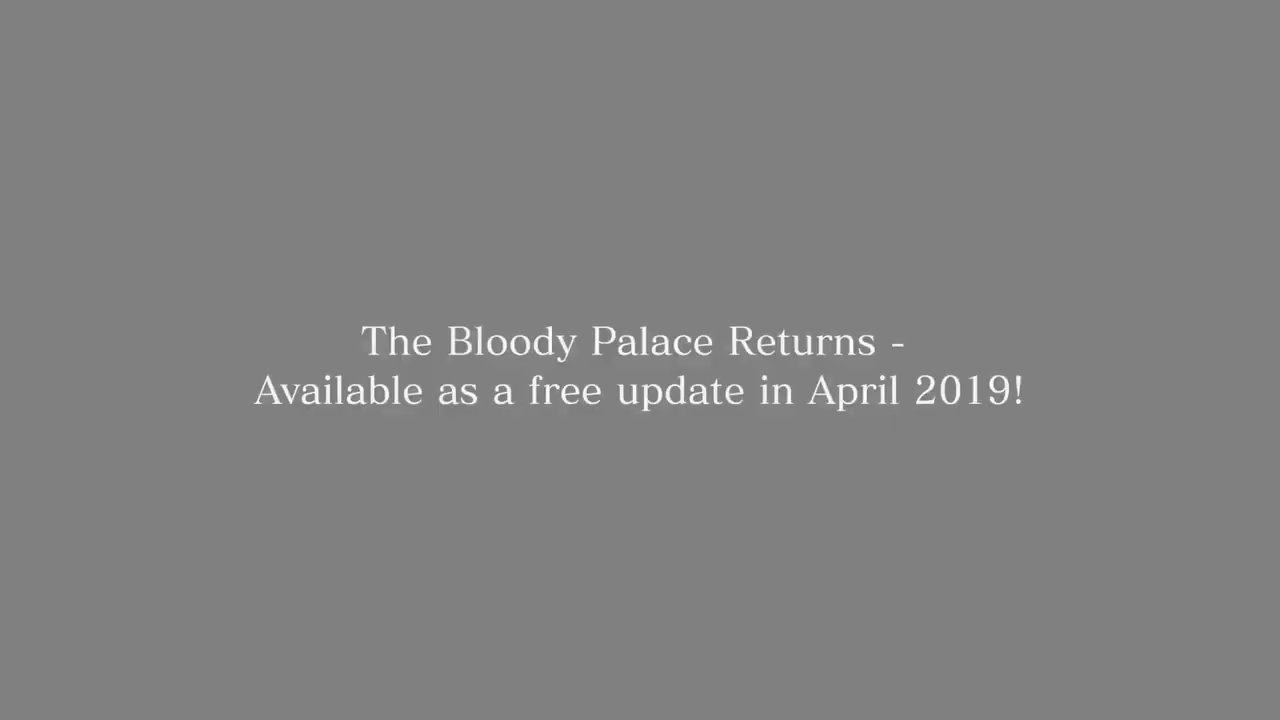 The Bloody Palace Returns -
Available as a free update in April 2019!